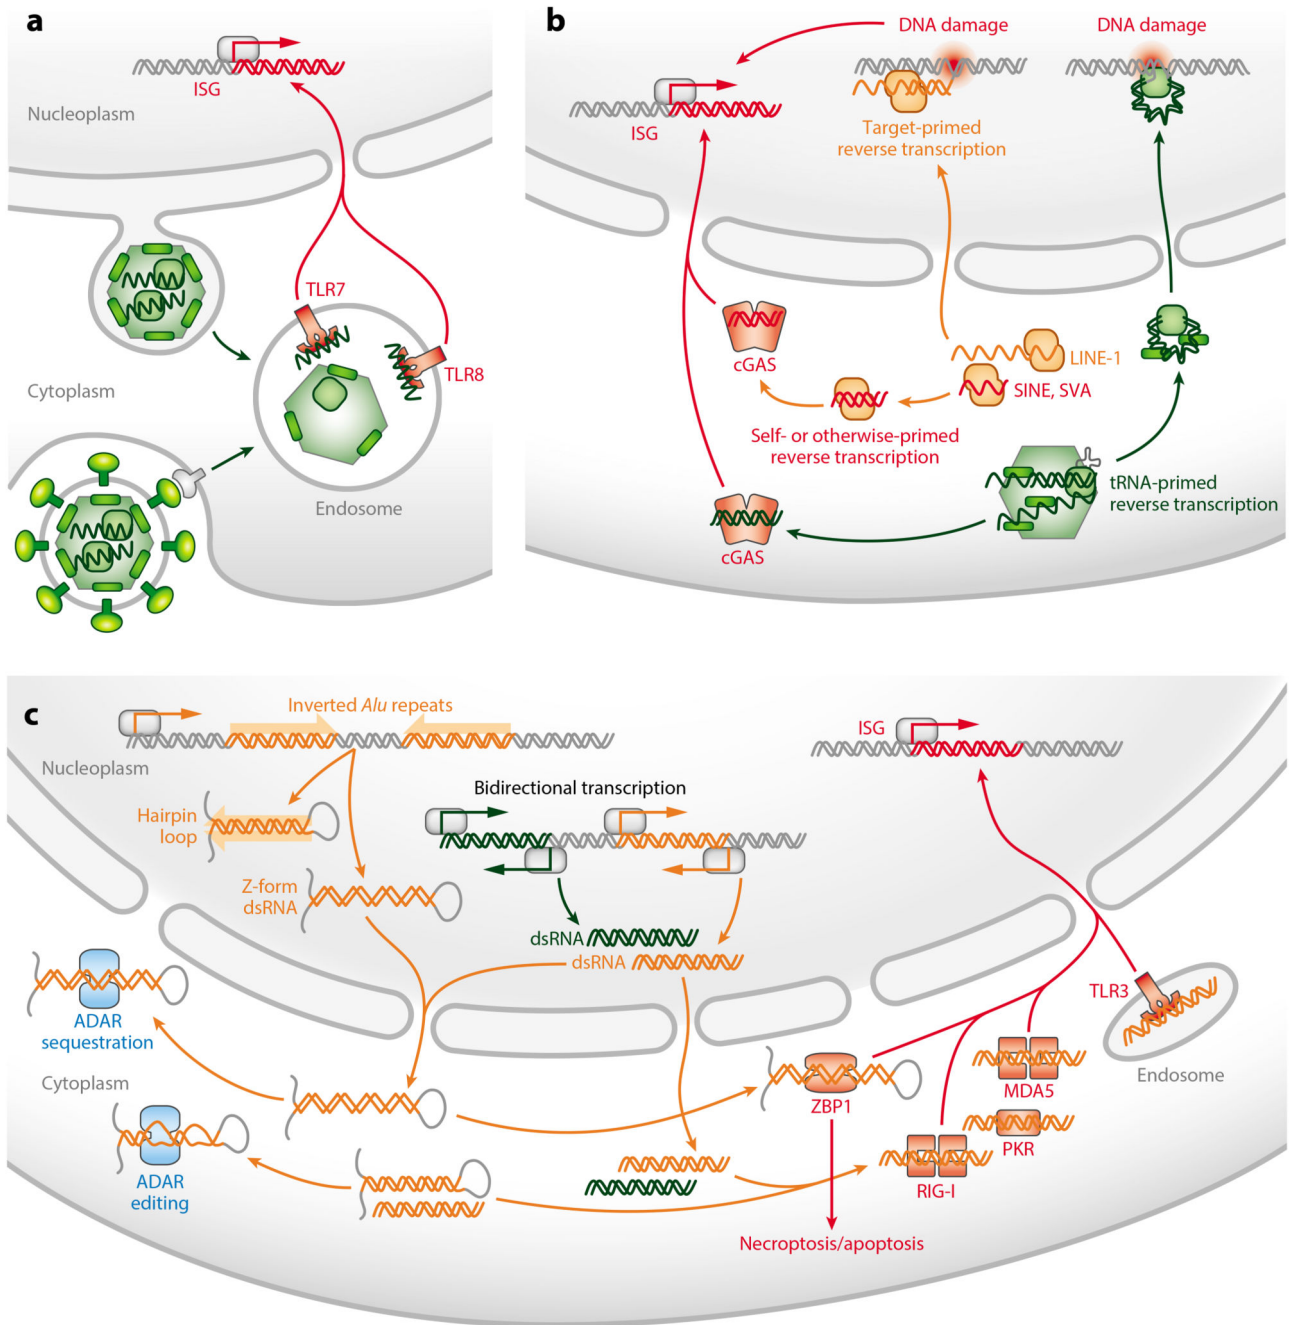 a
ISG
Nucleoplasm
TLR7
TLR8
Cytoplasm
Endosome
b
DNA damage
DNA damage
ISG
Target-primed
reverse transcription
cGAS
LINE-1
SINE, SVA
Self- or otherwise-primed
reverse transcription
tRNA-primed
reverse transcription
cGAS
c
Inverted Alu repeats
ISG
Nucleoplasm
Bidirectional transcription
Hairpin
loop
Z-form
dsRNA
dsRNA
dsRNA
TLR3
ADAR
sequestration
Endosome
Cytoplasm
MDA5
ZBP1
PKR
ADAR
editing
RIG-I
Necroptosis/apoptosis